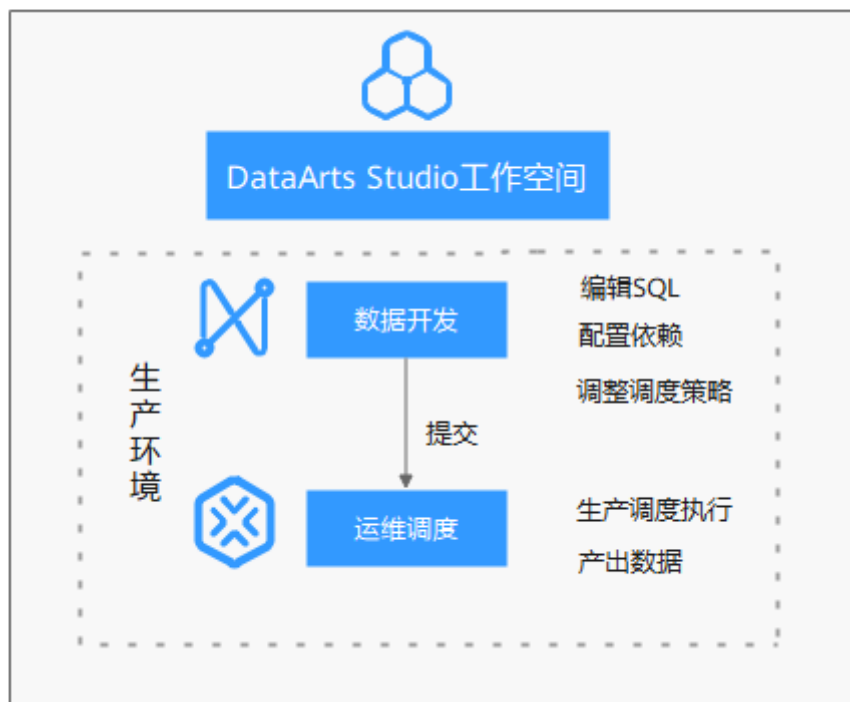 DataArts Studio工作空间
数据开发
编辑SQL
配置依赖
调整调度策略
生产环境
提交
运维调度
生产调度执行
产出数据